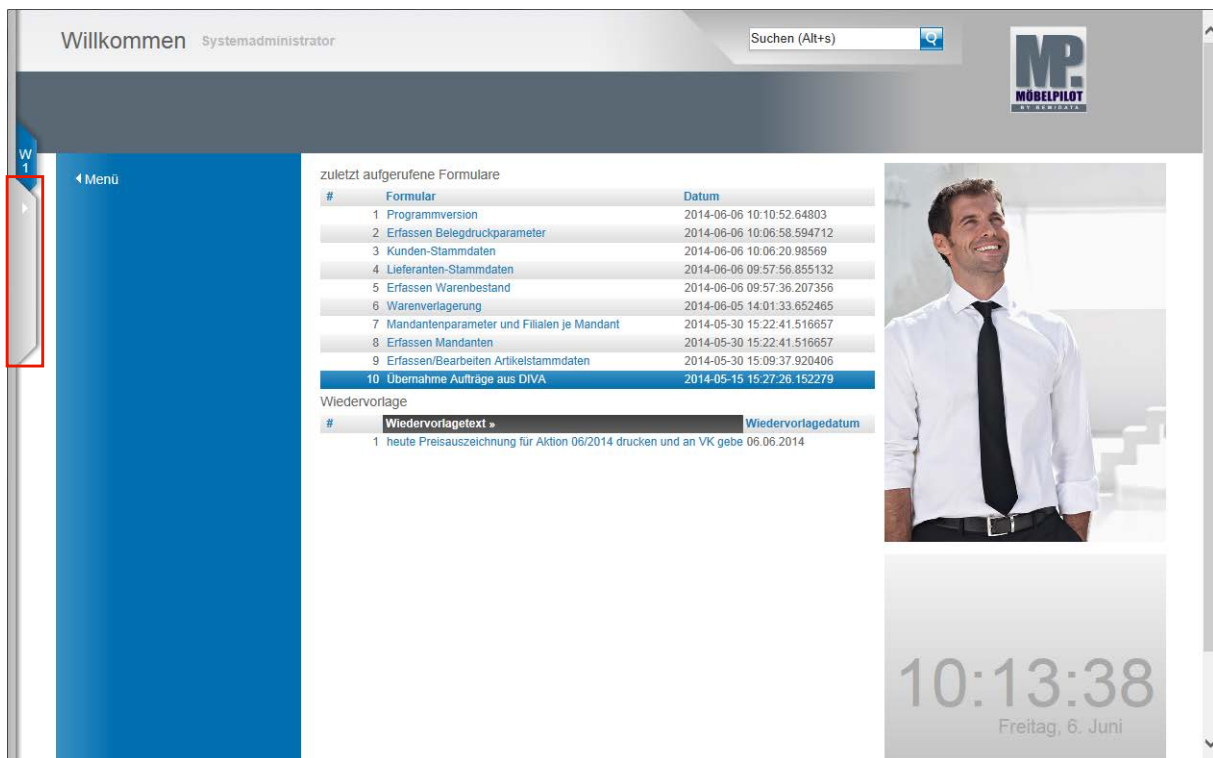 Willkommen Systemadministrator
Suchen (Alt+s)
MP.
MÖBELPILOT
BY REMIDATA
W
1
Menü
zuletzt aufgerufene Formulare
# Formular Datum
1 Programmversion 2014-06-06 10:10:52.64803
2 Erfassen Belegdruckparameter 2014-06-06 10:06:58.594712
3 Kunden-Stammdaten 2014-06-06 10:06:20.98569
4 Lieferanten-Stammdaten 2014-06-06 09:57:56.855132
5 Erfassen Warenbestand 2014-06-06 09:57:36.207356
6 Warenverlagerung 2014-06-05 14:01:33.652465
7 Mandantenparameter und Filialen je Mandant 2014-05-30 15:22:41.516657
8 Erfassen Mandanten 2014-05-30 15:22:41.516657
9 Erfassen/Bearbeiten Artikelstammdaten 2014-05-30 15:09:37.920406
10 Übernahme Aufträge aus DIVA 2014-05-15 15:27:26.152279
Wiedervorlage
# Wiedervorlagetext » Wiedervorlagedatum
1 heute Preisauszeichnung für Aktion 06/2014 drucken und an VK gebe 06.06.2014
10:13:38
Freitag, 6. Juni